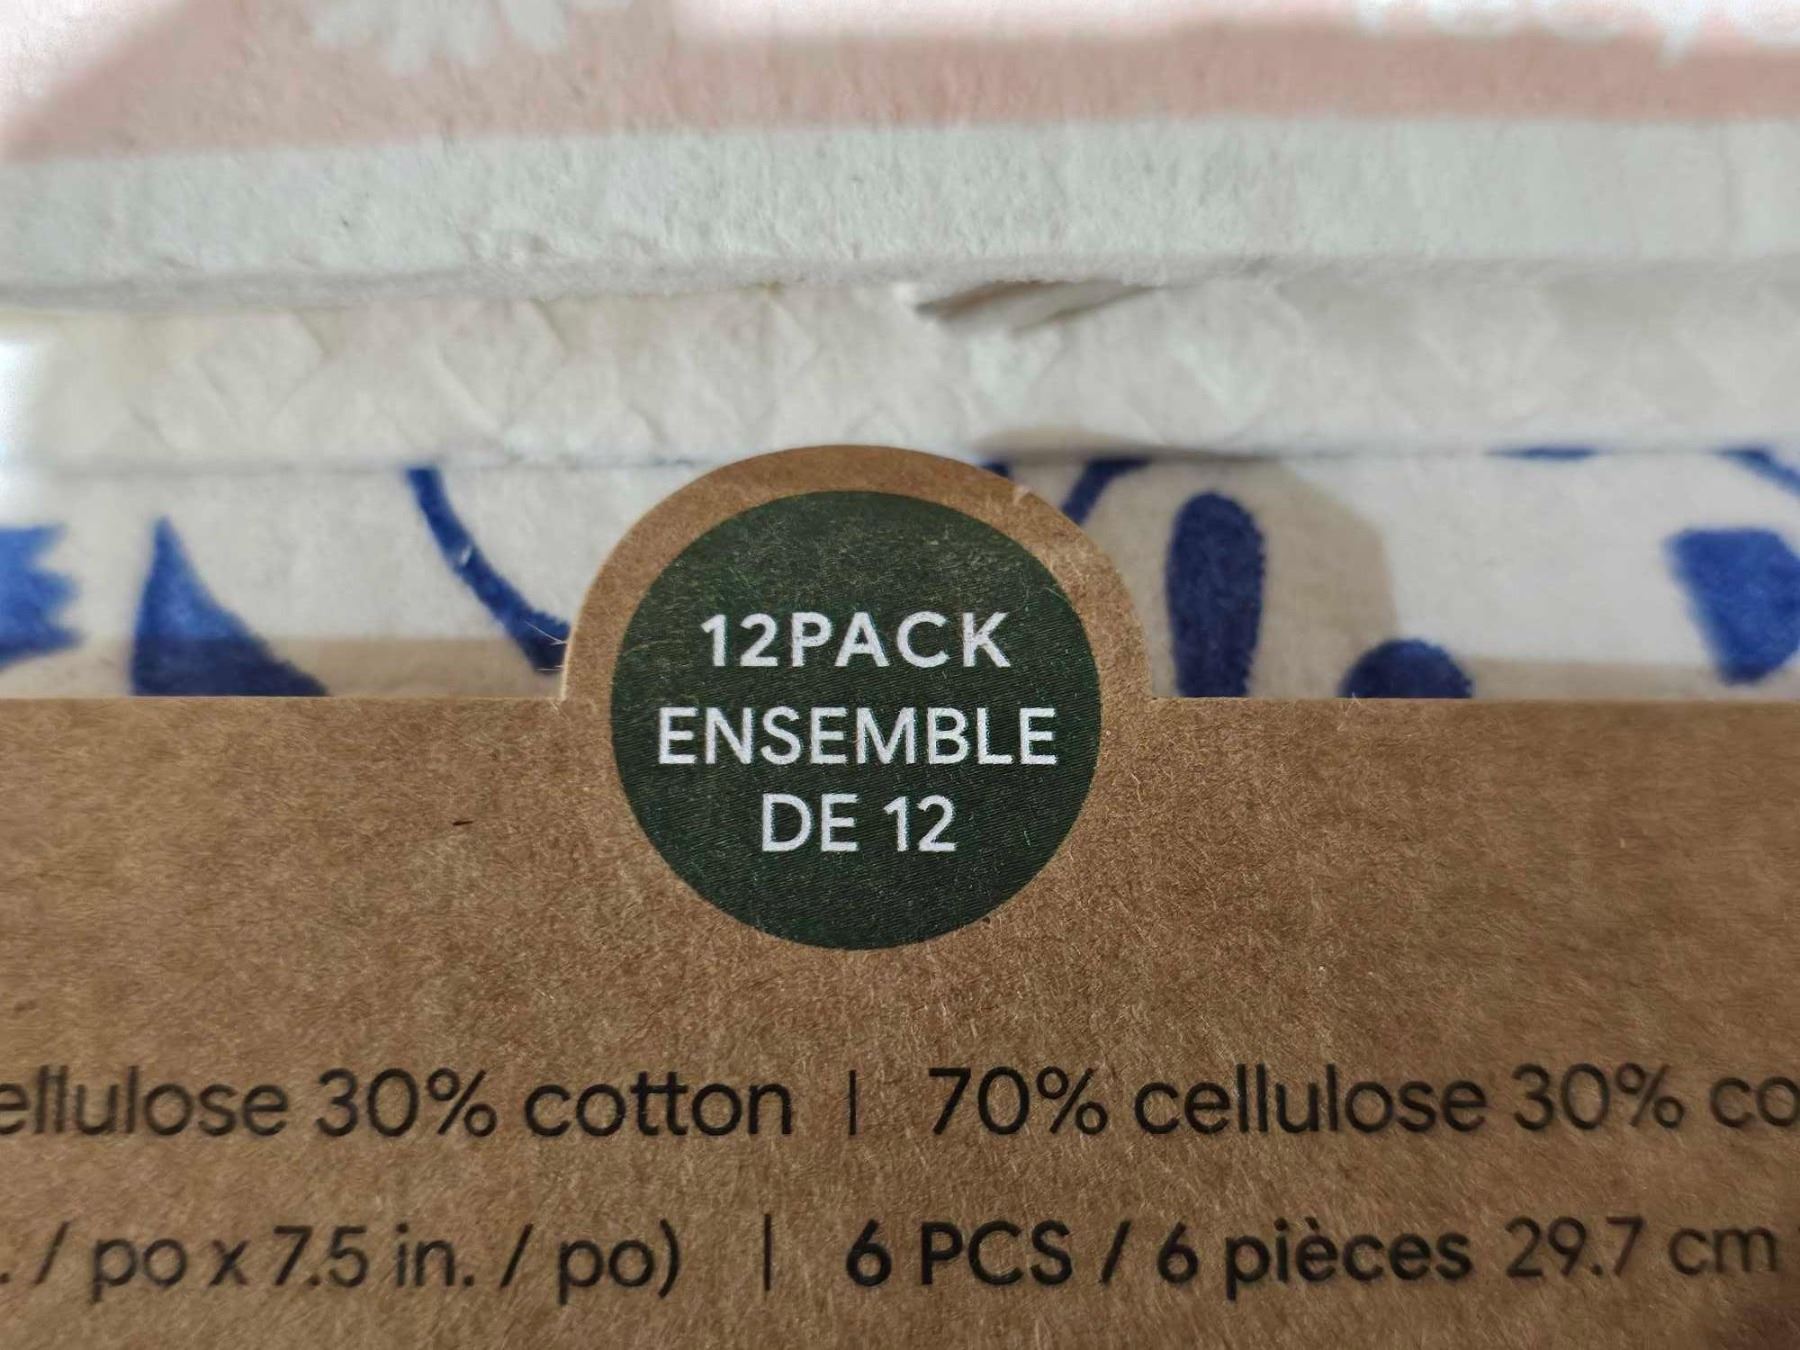 12PACK
ENSEMBLE
DE 12
ellulose 30% cotton | 70% cellulose 30% co
. / po x 7.5 in. / po) | 6 PCS / 6 pièces 29.7 cm